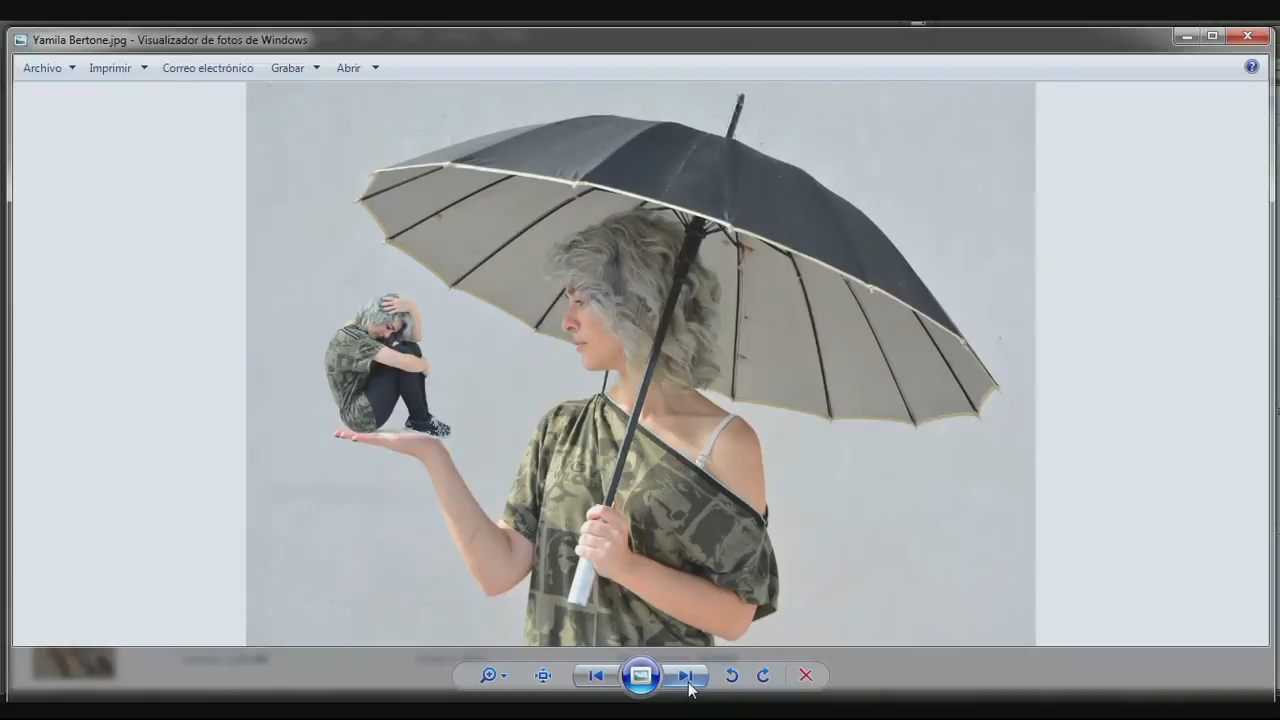 Yamila Bertone.jpg - Visualizador de fotos de Windows
Archivo Imprimir Correo electrónico Grabar Abrir